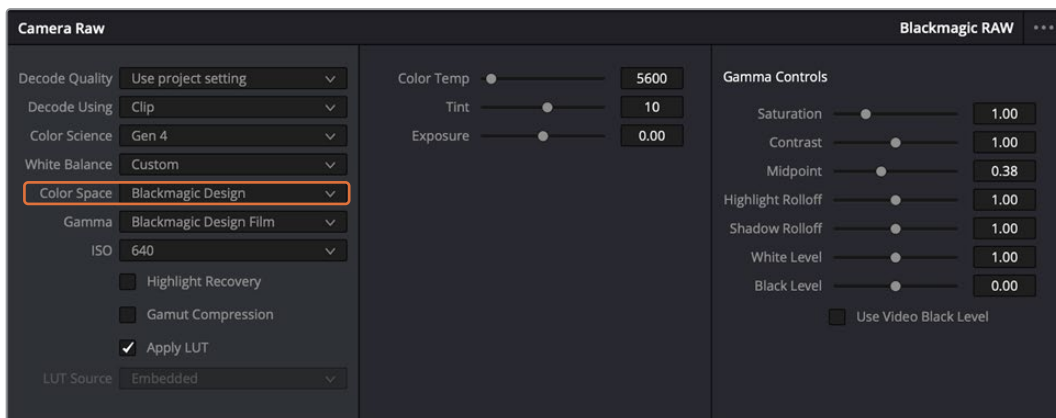 Camera Raw
Blackmagic RAW
Decode Quality Use project setting
Decode Using Clip
Color Science Gen 4
White Balance Custom
Color Space Blackmagic Design
Gamma Blackmagic Design Film
ISO 640
Highlight Recovery
Gamut Compression
Apply LUT
LUT Source Embedded
Color Temp 5600
Tint 10
Exposure 0.00
Gamma Controls
Saturation 1.00
Contrast 1.00
Midpoint 0.38
Highlight Rolloff 1.00
Shadow Rolloff 1.00
White Level 1.00
Black Level 0.00
Use Video Black Level